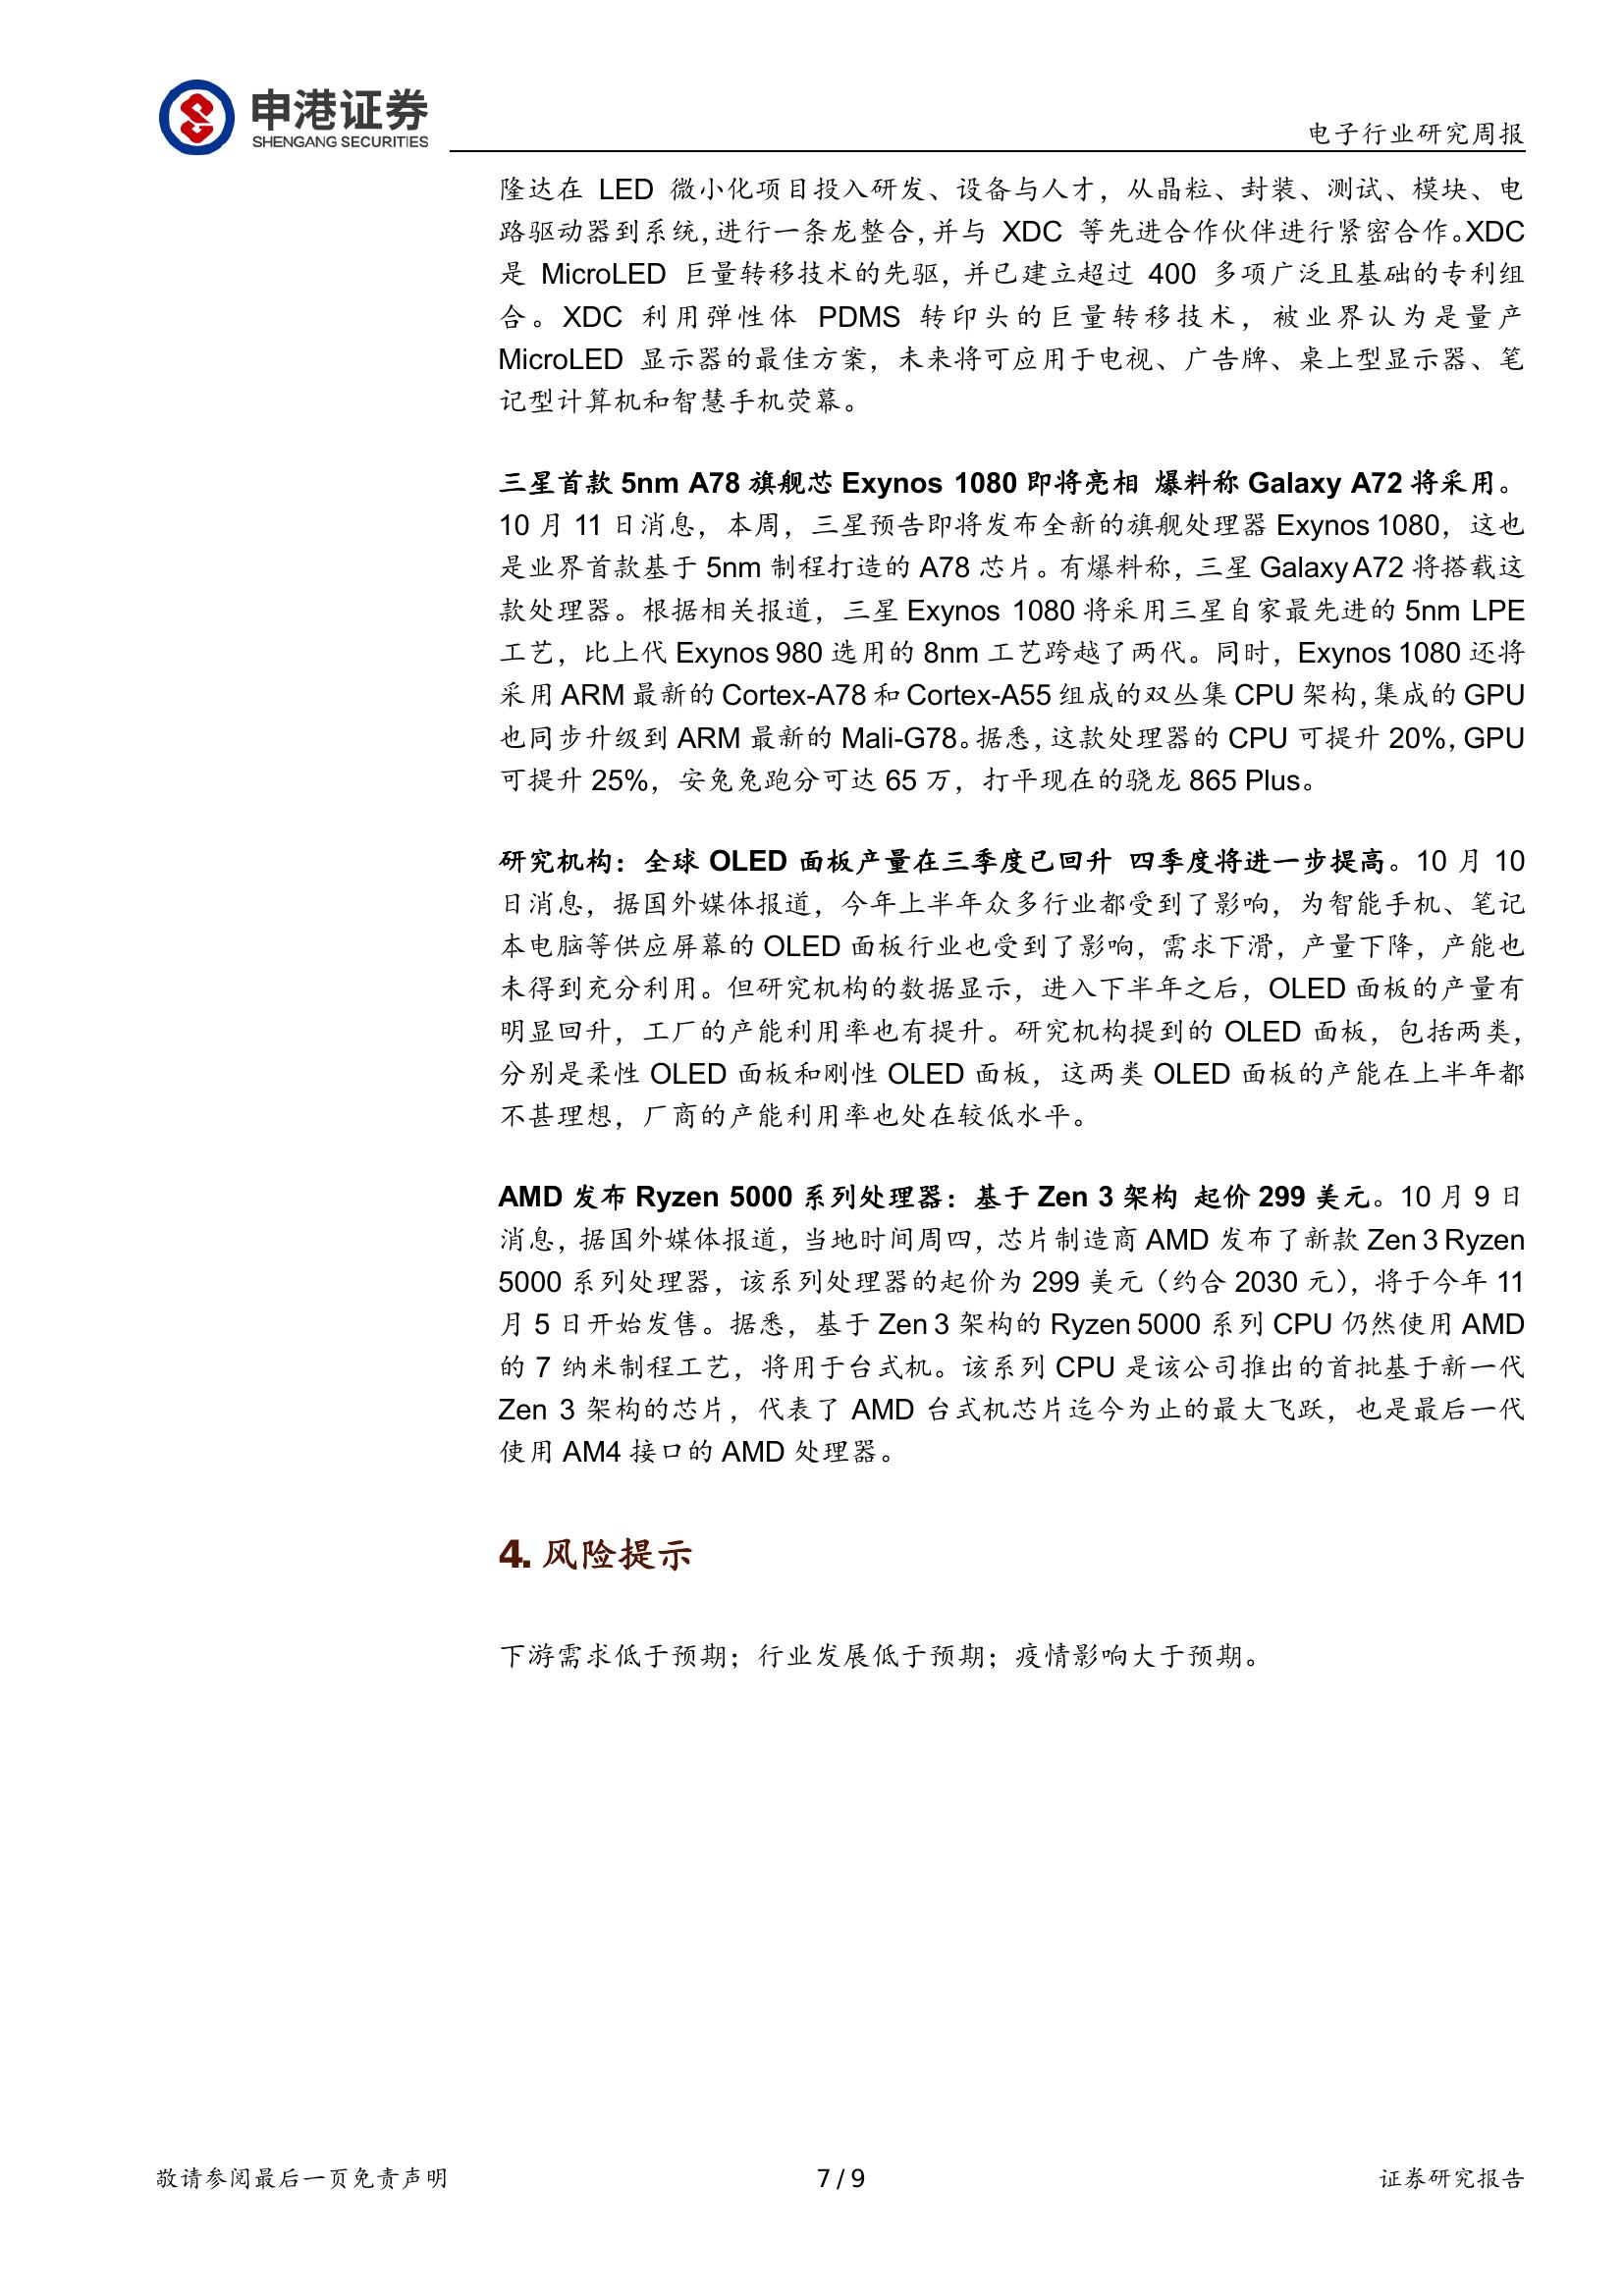 申港证券
SHENGANG SECURITIES
电子行业研究周报
隆达在 LED 微小化项目投入研发、设备与人才，从晶粒、封装、测试、模块、电
路驱动器到系统，进行一条龙整合，并与 XDC 等先进合作伙伴进行紧密合作。XDC
是 MicroLED 巨量转移技术的先驱，并已建立超过 400 多项广泛且基础的专利组
合。XDC 利用弹性体 PDMS 转印头的巨量转移技术，被业界认为是量产
MicroLED 显示器的最佳方案，未来将可应用于电视、广告牌、桌上型显示器、笔
记型计算机和智慧手机荧幕。
三星首款 5nm A78 旗舰芯 Exynos 1080 即将亮相 爆料称 Galaxy A72 将采用。
10 月 11 日消息，本周，三星预告即将发布全新的旗舰处理器 Exynos 1080，这也
是业界首款基于 5nm 制程打造的 A78 芯片。有爆料称，三星 Galaxy A72 将搭载这
款处理器。根据相关报道，三星 Exynos 1080 将采用三星自家最先进的 5nm LPE
工艺，比上代 Exynos 980 选用的 8nm 工艺跨越了两代。同时，Exynos 1080 还将
采用 ARM 最新的 Cortex-A78 和 Cortex-A55 组成的双丛集 CPU 架构，集成的 GPU
也同步升级到 ARM 最新的 Mali-G78。据悉，这款处理器的 CPU 可提升 20%，GPU
可提升 25%，安兔兔跑分可达 65 万，打平现在的骁龙 865 Plus。
研究机构：全球 OLED 面板产量在三季度已回升 四季度将进一步提高。10 月 10
日消息，据国外媒体报道，今年上半年众多行业都受到了影响，为智能手机、笔记
本电脑等供应屏幕的 OLED 面板行业也受到了影响，需求下滑，产量下降，产能也
未得到充分利用。但研究机构的数据显示，进入下半年之后，OLED 面板的产量有
明显回升，工厂的产能利用率也有提升。研究机构提到的 OLED 面板，包括两类，
分别是柔性 OLED 面板和刚性 OLED 面板，这两类 OLED 面板的产能在上半年都
不甚理想，厂商的产能利用率也处在较低水平。
AMD 发布 Ryzen 5000 系列处理器：基于 Zen 3 架构 起价 299 美元。10 月 9 日
消息，据国外媒体报道，当地时间周四，芯片制造商 AMD 发布了新款 Zen 3 Ryzen
5000 系列处理器，该系列处理器的起价为 299 美元（约合 2030 元），将于今年 11
月 5 日开始发售。据悉，基于 Zen 3 架构的 Ryzen 5000 系列 CPU 仍然使用 AMD
的 7 纳米制程工艺，将用于台式机。该系列 CPU 是该公司推出的首批基于新一代
Zen 3 架构的芯片，代表了 AMD 台式机芯片迄今为止的最大飞跃，也是最后一代
使用 AM4 接口的 AMD 处理器。
4. 风险提示
下游需求低于预期；行业发展低于预期；疫情影响大于预期。
敬请参阅最后一页免责声明
7 / 9
证券研究报告